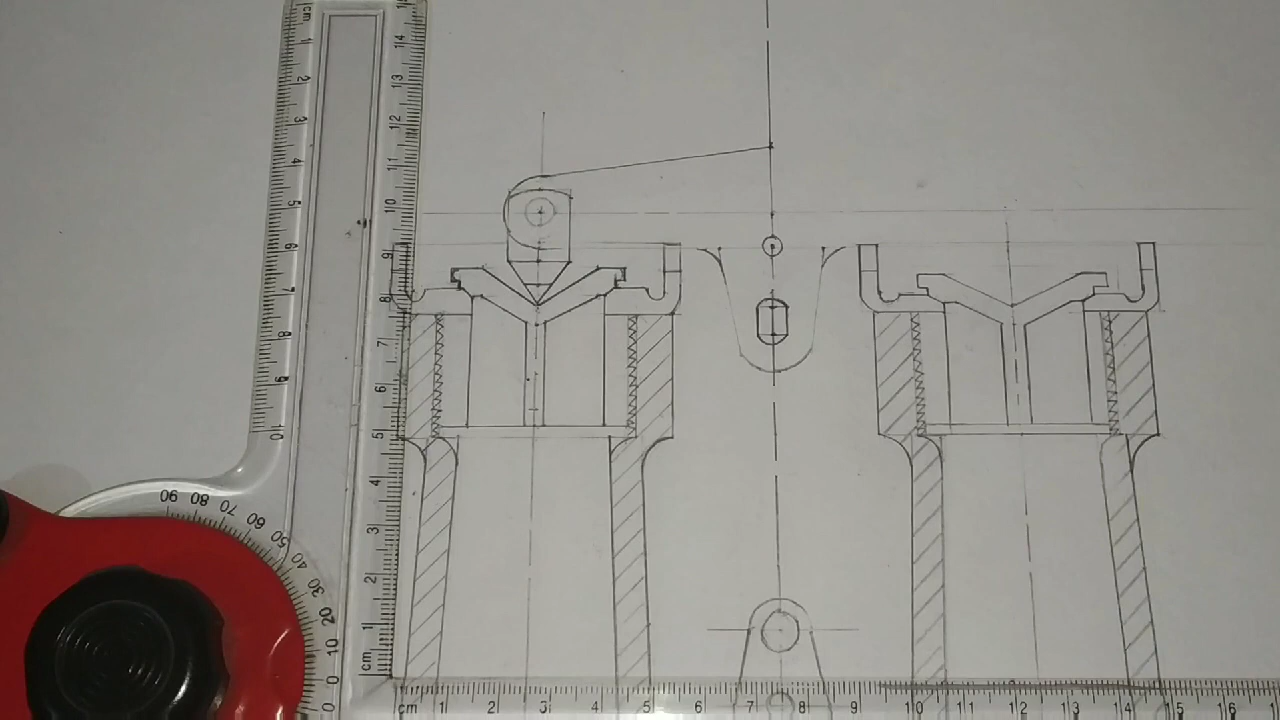 cm 1 2 3 4 5 6 7 8 9 10
14 13 12 11 10 9 8 7 6 5 4 3 2 1 cm
90 80 70 60 50 40 30 20 10 0
cm 1 2 3 4 5 6 7 8 9 10 11 12 13 14 15 16